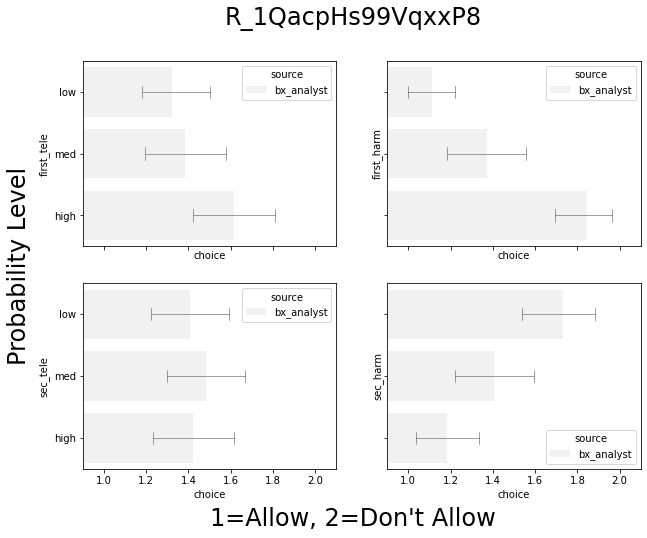 R_1QacpHs99VqxxP8
source
bx_analyst
low
med
high
first_tele
choice
source
bx_analyst
first_harm
choice
Probability Level
source
bx_analyst
low
med
high
sec_tele
1.0 1.2 1.4 1.6 1.8 2.0
choice
sec_harm
source
bx_analyst
1.0 1.2 1.4 1.6 1.8 2.0
choice
1=Allow, 2=Don't Allow